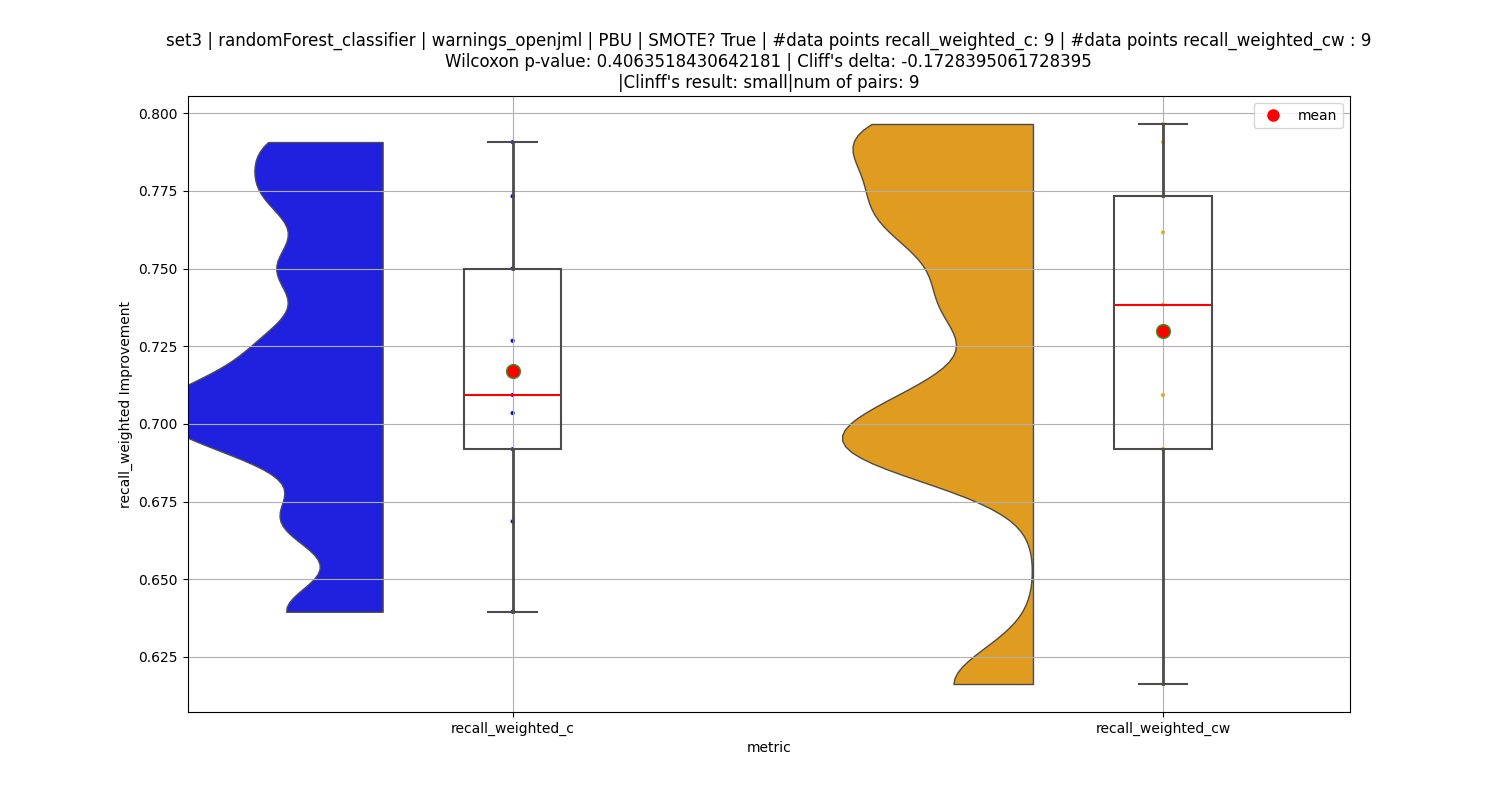 set3 | randomForest_classifier | warnings_openjml | PBU | SMOTE? True | #data points recall_weighted_c: 9 | #data points recall_weighted_cw : 9
Wilcoxon p-value: 0.4063518430642181 | Cliff's delta: -0.1728395061728395
|Clinff's result: small|num of pairs: 9
mean
0.800
0.775
0.750
0.725
0.700
0.675
0.650
0.625
recall_weighted Improvement
recall_weighted_c
recall_weighted_cw
metric